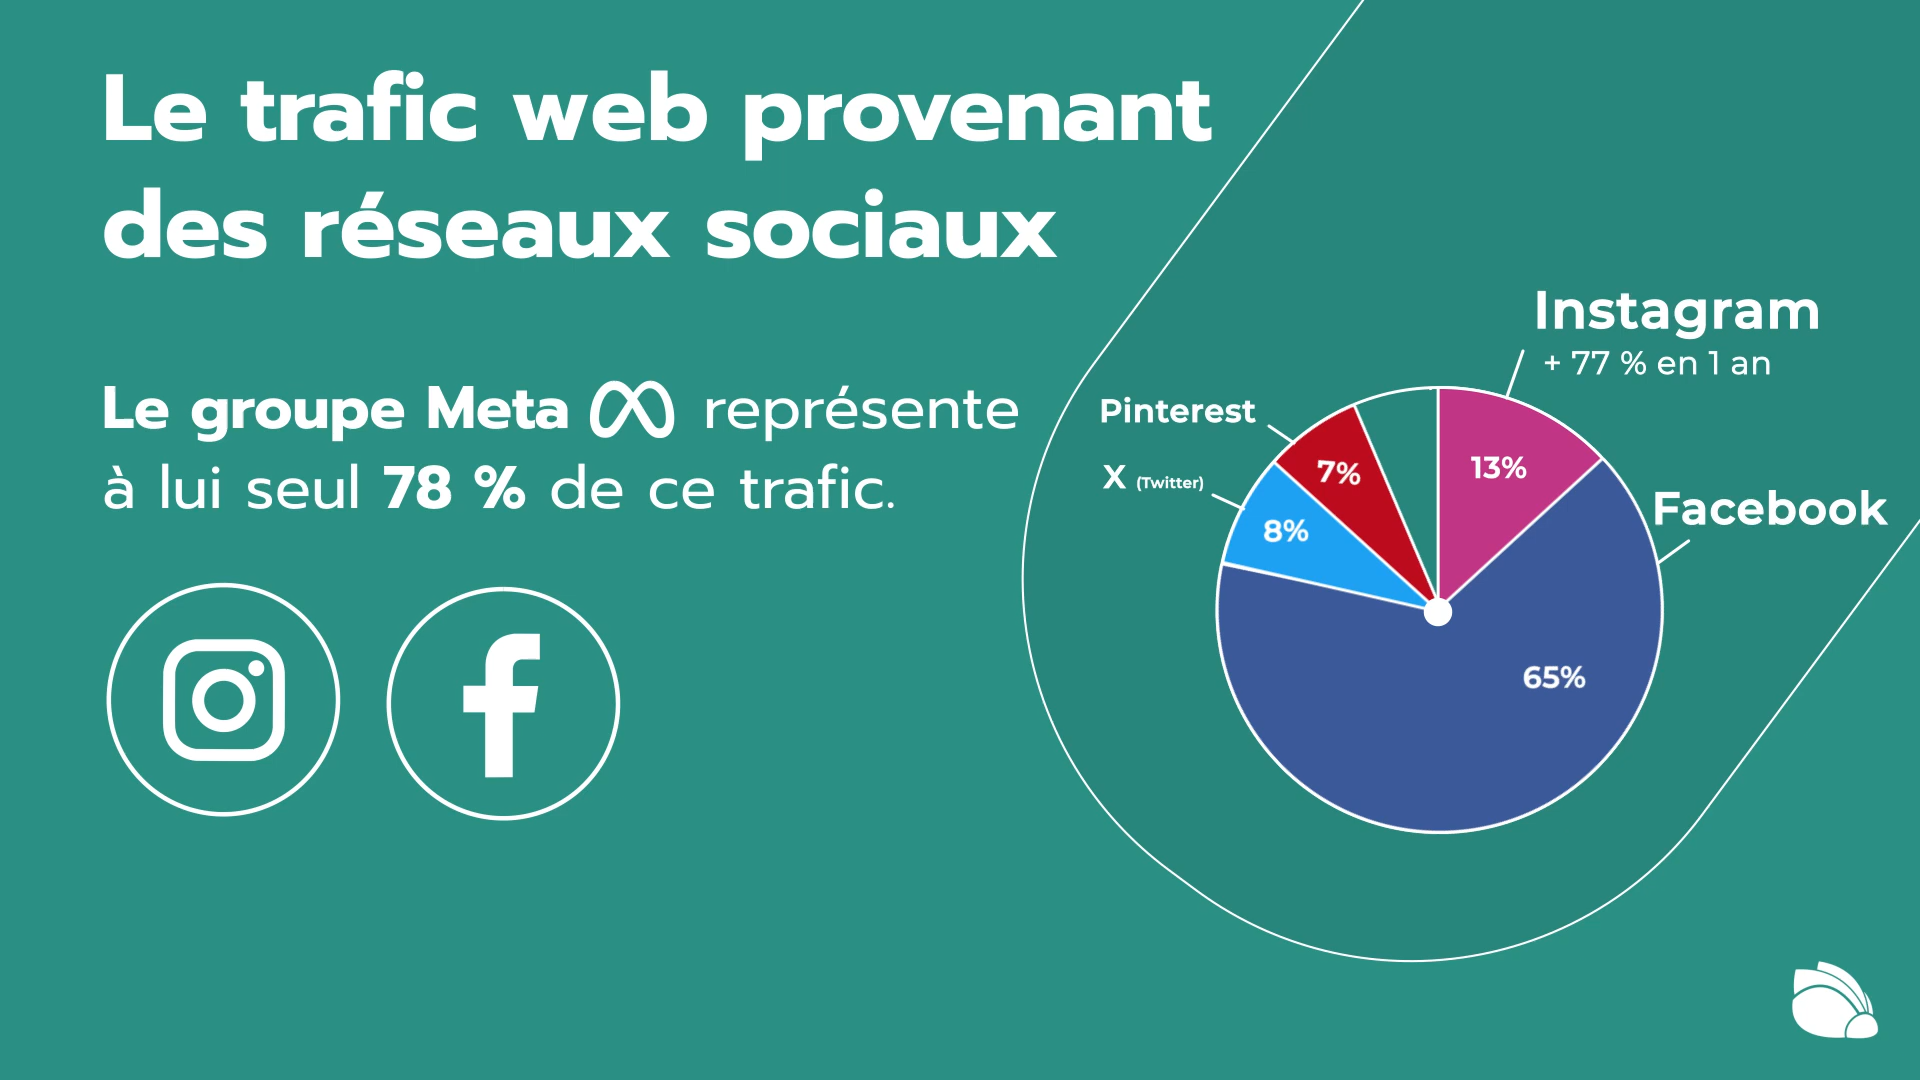 Le trafic web provenant
des réseaux sociaux
Le groupe Meta représente
à lui seul 78 % de ce trafic.
Instagram
+ 77 % en 1 an
Pinterest
X (Twitter)
Facebook
13%
7%
8%
65%